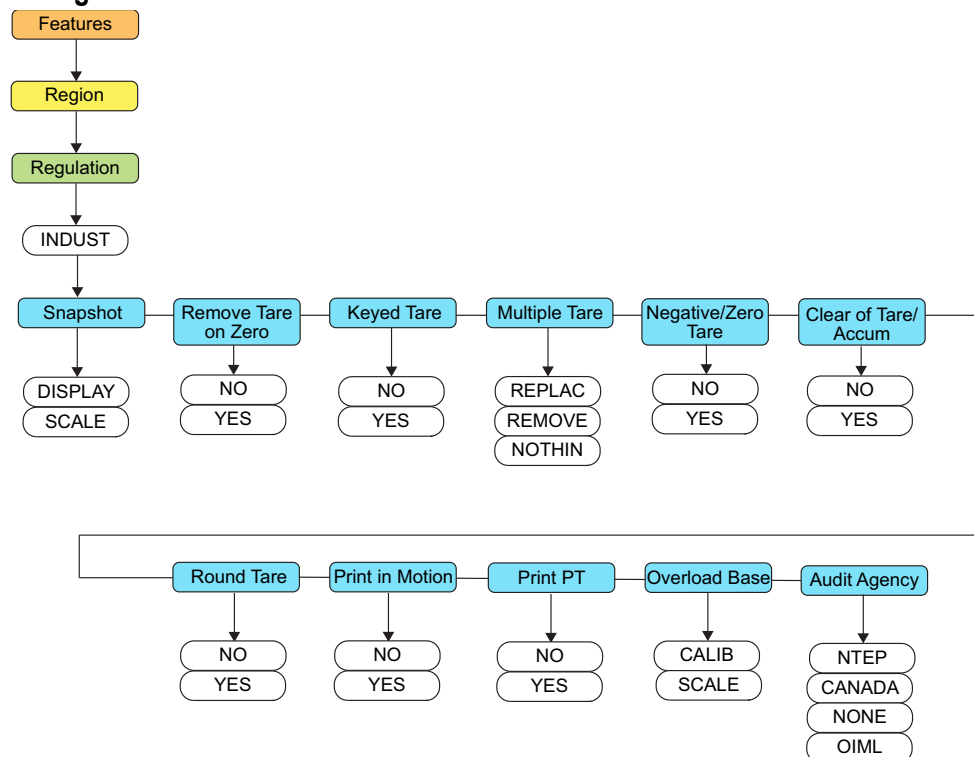 Features
Region
Regulation
INDUST
Snapshot
DISPLAY
SCALE
Remove Tare
on Zero
NO
YES
Keyed Tare
NO
YES
Multiple Tare
REPLAC
REMOVE
NOTHIN
Negative/Zero
Tare
NO
YES
Clear of Tare/
Accum
NO
YES
Round Tare
NO
YES
Print in Motion
NO
YES
Print PT
NO
YES
Overload Base
CALIB
SCALE
Audit Agency
NTEP
CANADA
NONE
OIML